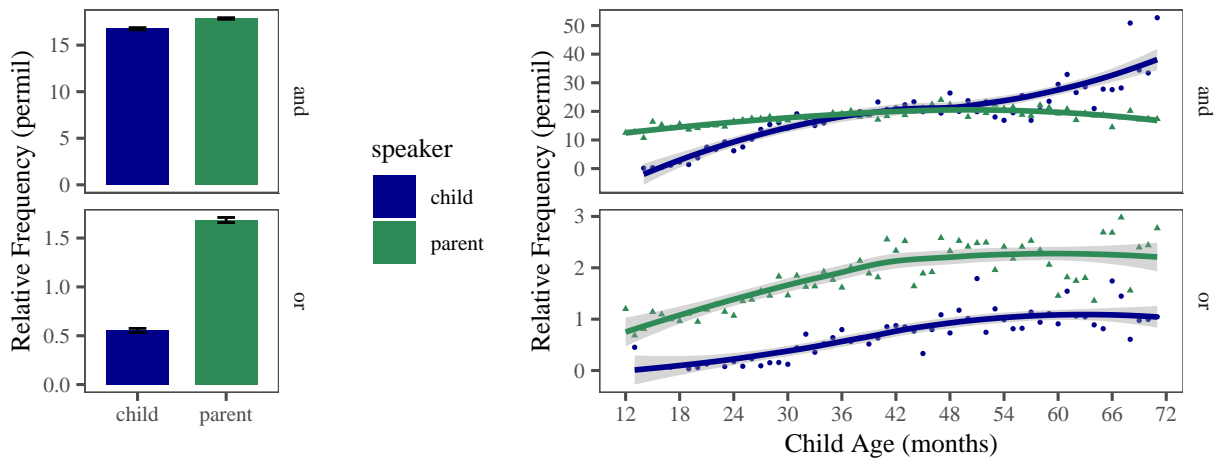 Relative Frequency (permil)
15
10
5
0
and
1.5
1.0
0.5
0.0
or
child
parent
speaker
child
parent
Relative Frequency (permil)
50
40
30
20
10
0
and
3
2
1
0
or
12 18 24 30 36 42 48 54 60 66 72
Child Age (months)